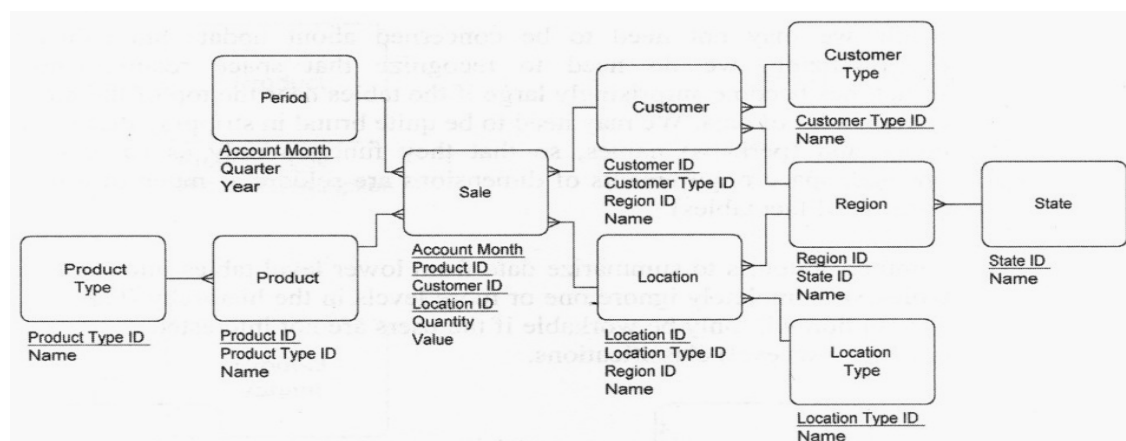 Period
Account Month
Quarter
Year
Product
Type
Product Type ID
Name
Product
Product ID
Product Type ID
Name
Sale
Account Month
Product ID
Customer ID
Location ID
Quantity
Value
Customer
Customer ID
Customer Type ID
Region ID
Name
Location
Location ID
Location Type ID
Region ID
Name
Customer
Type
Customer Type ID
Name
Region
Region ID
State ID
Name
Location
Type
Location Type ID
Name
State
State ID
Name